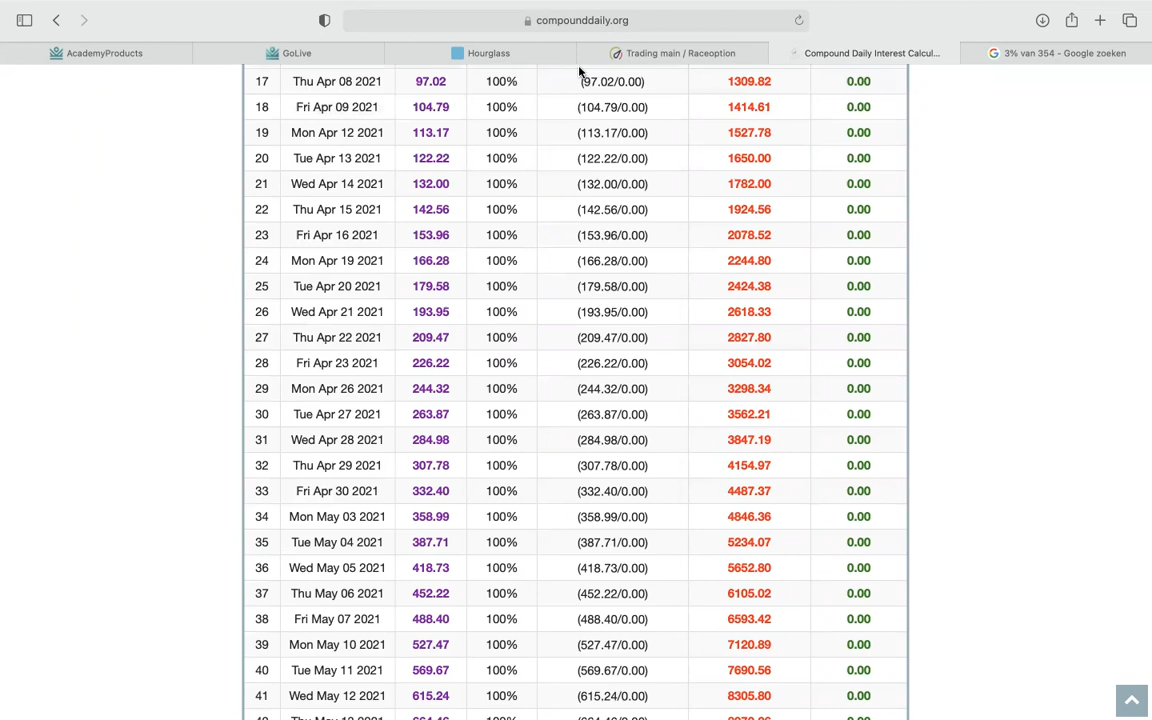 compounddaily.org
AcademyProducts GoLive Hourglass Trading main / Raceoption Compound Daily Interest Calcul... 3% van 354 - Google zoeken
17 Thu Apr 08 2021 97.02 100% (97.02/0.00) 1309.82 0.00
18 Fri Apr 09 2021 104.79 100% (104.79/0.00) 1414.61 0.00
19 Mon Apr 12 2021 113.17 100% (113.17/0.00) 1527.78 0.00
20 Tue Apr 13 2021 122.22 100% (122.22/0.00) 1650.00 0.00
21 Wed Apr 14 2021 132.00 100% (132.00/0.00) 1782.00 0.00
22 Thu Apr 15 2021 142.56 100% (142.56/0.00) 1924.56 0.00
23 Fri Apr 16 2021 153.96 100% (153.96/0.00) 2078.52 0.00
24 Mon Apr 19 2021 166.28 100% (166.28/0.00) 2244.80 0.00
25 Tue Apr 20 2021 179.58 100% (179.58/0.00) 2424.38 0.00
26 Wed Apr 21 2021 193.95 100% (193.95/0.00) 2618.33 0.00
27 Thu Apr 22 2021 209.47 100% (209.47/0.00) 2827.80 0.00
28 Fri Apr 23 2021 226.22 100% (226.22/0.00) 3054.02 0.00
29 Mon Apr 26 2021 244.32 100% (244.32/0.00) 3298.34 0.00
30 Tue Apr 27 2021 263.87 100% (263.87/0.00) 3562.21 0.00
31 Wed Apr 28 2021 284.98 100% (284.98/0.00) 3847.19 0.00
32 Thu Apr 29 2021 307.78 100% (307.78/0.00) 4154.97 0.00
33 Fri Apr 30 2021 332.40 100% (332.40/0.00) 4487.37 0.00
34 Mon May 03 2021 358.99 100% (358.99/0.00) 4846.36 0.00
35 Tue May 04 2021 387.71 100% (387.71/0.00) 5234.07 0.00
36 Wed May 05 2021 418.73 100% (418.73/0.00) 5652.80 0.00
37 Thu May 06 2021 452.22 100% (452.22/0.00) 6105.02 0.00
38 Fri May 07 2021 488.40 100% (488.40/0.00) 6593.42 0.00
39 Mon May 10 2021 527.47 100% (527.47/0.00) 7120.89 0.00
40 Tue May 11 2021 569.67 100% (569.67/0.00) 7690.56 0.00
41 Wed May 12 2021 615.24 100% (615.24/0.00) 8305.80 0.00